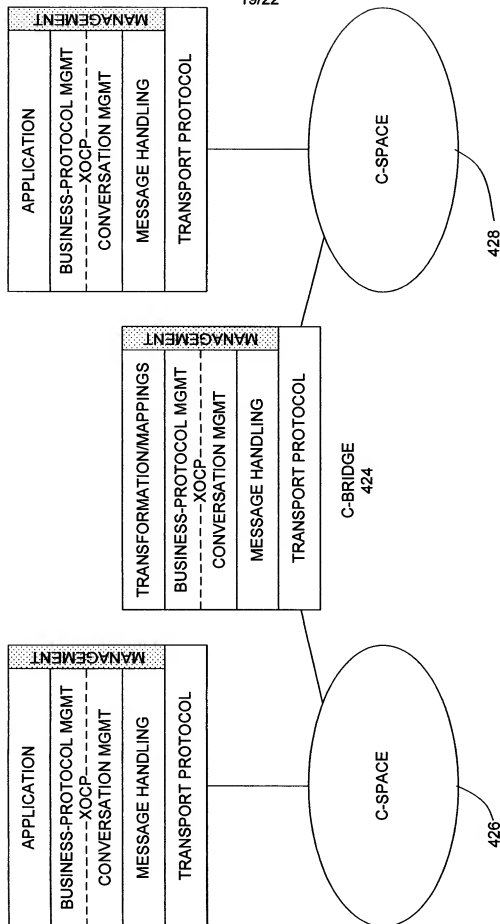 19/22
MANAGEMENT
APPLICATION
BUSINESS-PROTOCOL MGMT
XOCP
CONVERSATION MGMT
MESSAGE HANDLING
TRANSPORT PROTOCOL
C-SPACE
426
MANAGEMENT
TRANSFORMATION/MAPPINGS
BUSINESS-PROTOCOL MGMT
XOCP
CONVERSATION MGMT
MESSAGE HANDLING
TRANSPORT PROTOCOL
C-BRIDGE
424
MANAGEMENT
APPLICATION
BUSINESS-PROTOCOL MGMT
XOCP
CONVERSATION MGMT
MESSAGE HANDLING
TRANSPORT PROTOCOL
C-SPACE
428